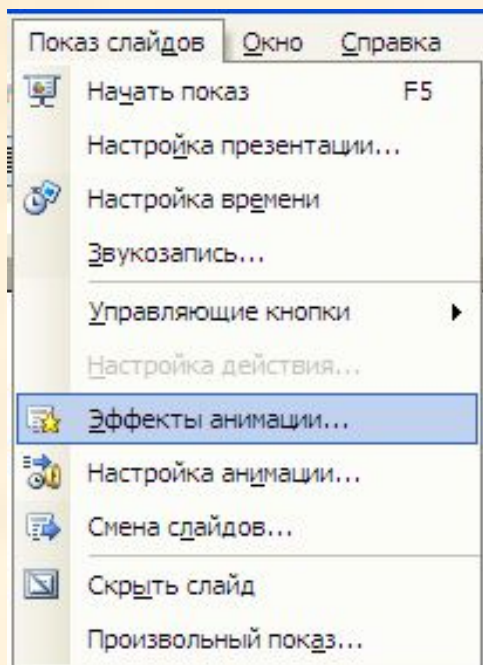 Показ слайдов Окно Справка
Начать показ F5
Настройка презентации...
Настройка времени
Звукозапись...
Управляющие кнопки
Настройка действия...
Эффекты анимации...
Настройка анимации...
Смена слайдов...
Скрыть слайд
Произвольный показ...